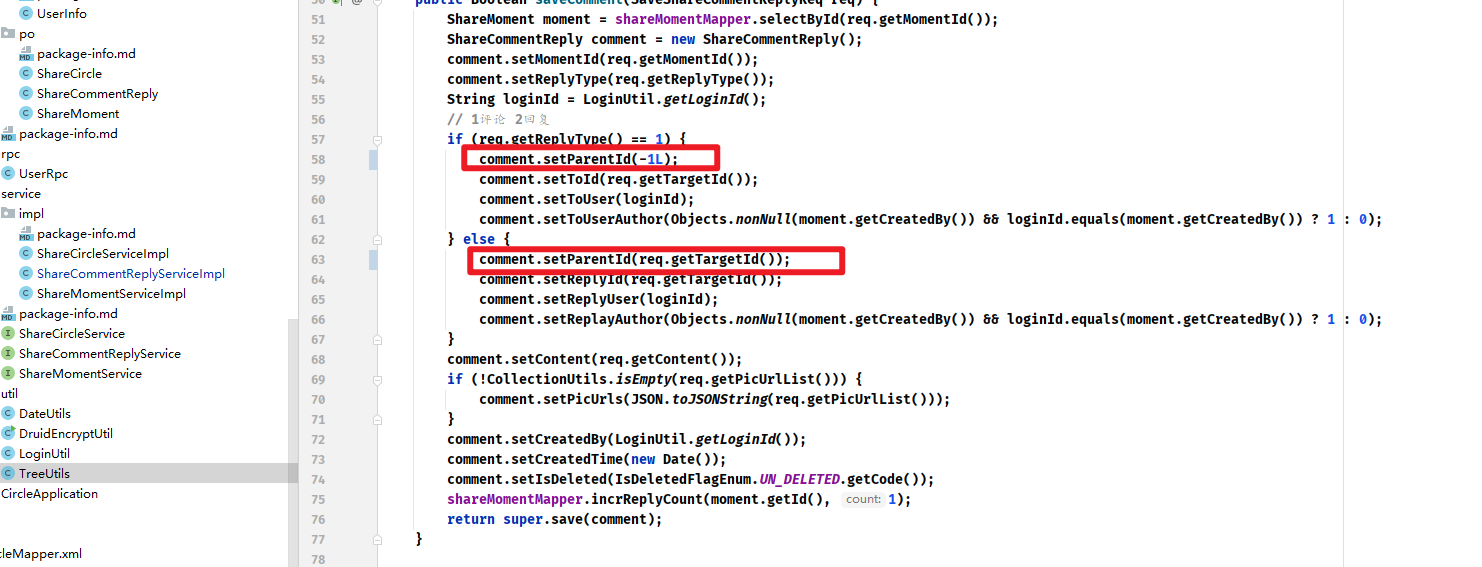 UserInfo
po
package-info.md
ShareCircle
ShareCommentReply
ShareMoment
package-info.md
rpc
UserRpc
service
impl
package-info.md
ShareCircleServiceImpl
ShareCommentReplyServiceImpl
ShareMomentServiceImpl
package-info.md
ShareCircleService
ShareCommentReplyService
ShareMomentService
util
DateUtils
DruidEncryptUtil
LoginUtil
TreeUtils
CircleApplication
cleMapper.xml
50 public Boolean saveComment(SaveShareCommentReplyReq req) {
51 ShareMoment moment = shareMomentMapper.selectById(req.getMomentId());
52 ShareCommentReply comment = new ShareCommentReply();
53 comment.setMomentId(req.getMomentId());
54 comment.setReplyType(req.getReplyType());
55 String loginId = LoginUtil.getLoginId();
56 // 1评论 2回复
57 if (req.getReplyType() == 1) {
58 comment.setParentId(-1L);
59 comment.setToId(req.getTargetId());
60 comment.setToUser(loginId);
61 comment.setToUserAuthor(Objects.nonNull(moment.getCreatedBy()) && loginId.equals(moment.getCreatedBy()) ? 1 : 0);
62 } else {
63 comment.setParentId(req.getTargetId());
64 comment.setReplyId(req.getTargetId());
65 comment.setReplyUser(loginId);
66 comment.setReplayAuthor(Objects.nonNull(moment.getCreatedBy()) && loginId.equals(moment.getCreatedBy()) ? 1 : 0);
67 }
68 comment.setContent(req.getContent());
69 if (!CollectionUtils.isEmpty(req.getPicUrlList())) {
70 comment.setPicUrls(JSON.toJSONString(req.getPicUrlList()));
71 }
72 comment.setCreatedBy(LoginUtil.getLoginId());
73 comment.setCreatedTime(new Date());
74 comment.setIsDeleted(IsDeletedFlagEnum.UN_DELETED.getCode());
75 shareMomentMapper.incrReplyCount(moment.getId(), count: 1);
76 return super.save(comment);
77 }
78